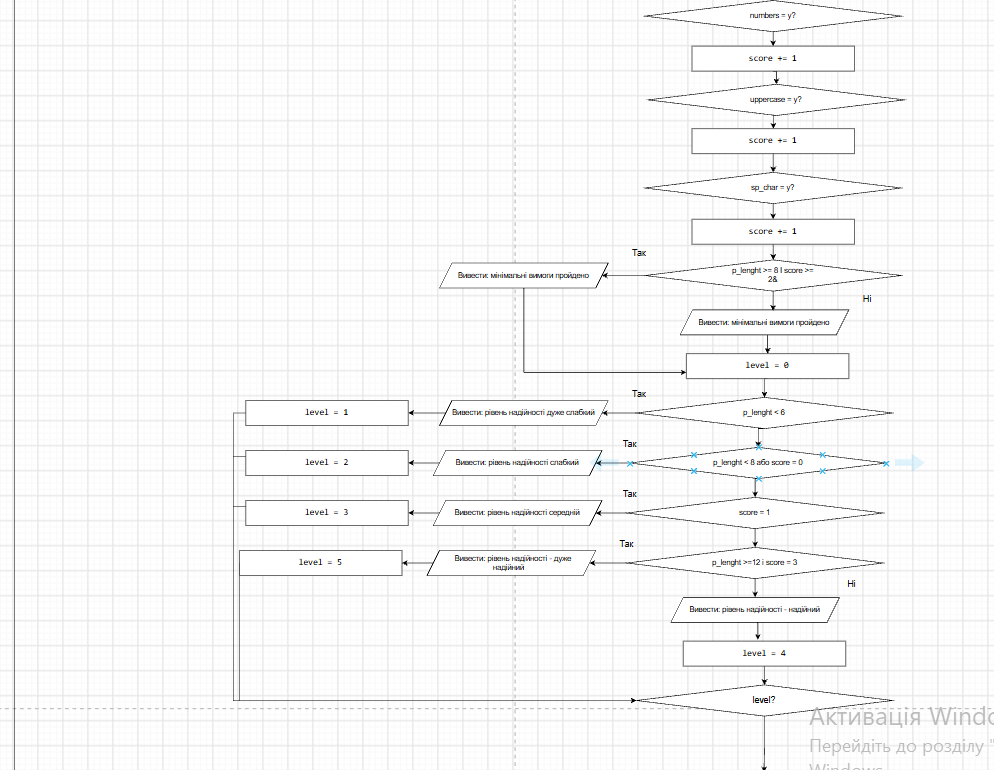 numbers = y?
score += 1
uppercase = y?
score += 1
sp_char = y?
score += 1
Так
p_lenght >= 8 I score >=
2&
Вивести: мінімальні вимоги пройдено
Ні
Вивести: мінімальні вимоги пройдено
level = 0
Так
p_lenght < 6
Вивести: рівень надійності дуже слабкий
level = 1
Так
p_lenght < 8 або score = 0
Вивести: рівень надійності слабкий
level = 2
Так
score = 1
Вивести: рівень надійності середній
level = 3
Так
p_lenght >=12 і score = 3
Вивести: рівень надійності - дуже
надійний
level = 5
Ні
Вивести: рівень надійності - надійний
level = 4
level?
Активація Windo
Перейдіть до розділу "
Windows